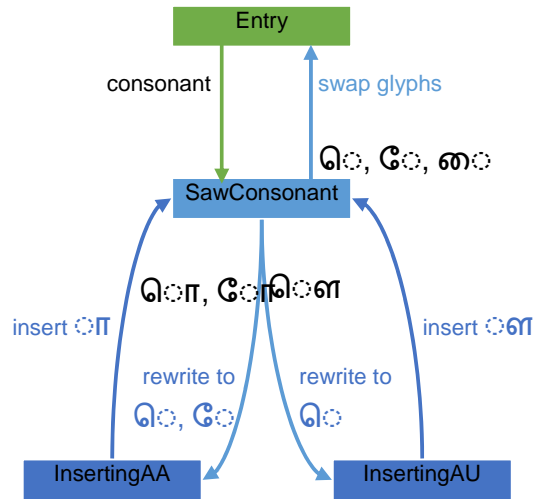 Entry
consonant
swap glyphs
ெ, ே, ை
SawConsonant
ொ, ோ
ௌ
insert ா
insert ௗ
rewrite to
ெ, ே
rewrite to
ெ
InsertingAA
InsertingAU